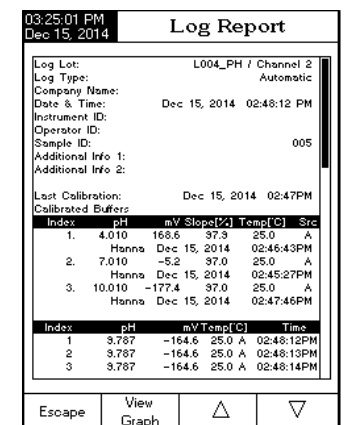 03:25:01 PM
Dec 15, 2014
Log Report
Log Lot: L004_PH / Channel 2
Log Type: Automatic
Company Name:
Date & Time: Dec 15, 2014 02:48:12 PM
Instrument ID:
Operator ID:
Sample ID: 005
Additional Info 1:
Additional Info 2:
Last Calibration: Dec 15, 2014 02:47PM
Calibrated Buffers
Index pH mV Slope[%] Temp[°C] Src
1. 4.010 168.6 97.9 25.0 A
Hanna Dec 15, 2014 02:46:43PM
2. 7.010 -5.2 97.0 25.0 A
Hanna Dec 15, 2014 02:45:27PM
3. 10.010 -177.4 97.0 25.0 A
Hanna Dec 15, 2014 02:47:46PM
Index pH mV Temp[°C] Time
1 9.787 -164.6 25.0 A 02:48:12PM
2 9.787 -164.6 25.0 A 02:48:13PM
3 9.787 -164.6 25.0 A 02:48:14PM
Escape
View
Graph